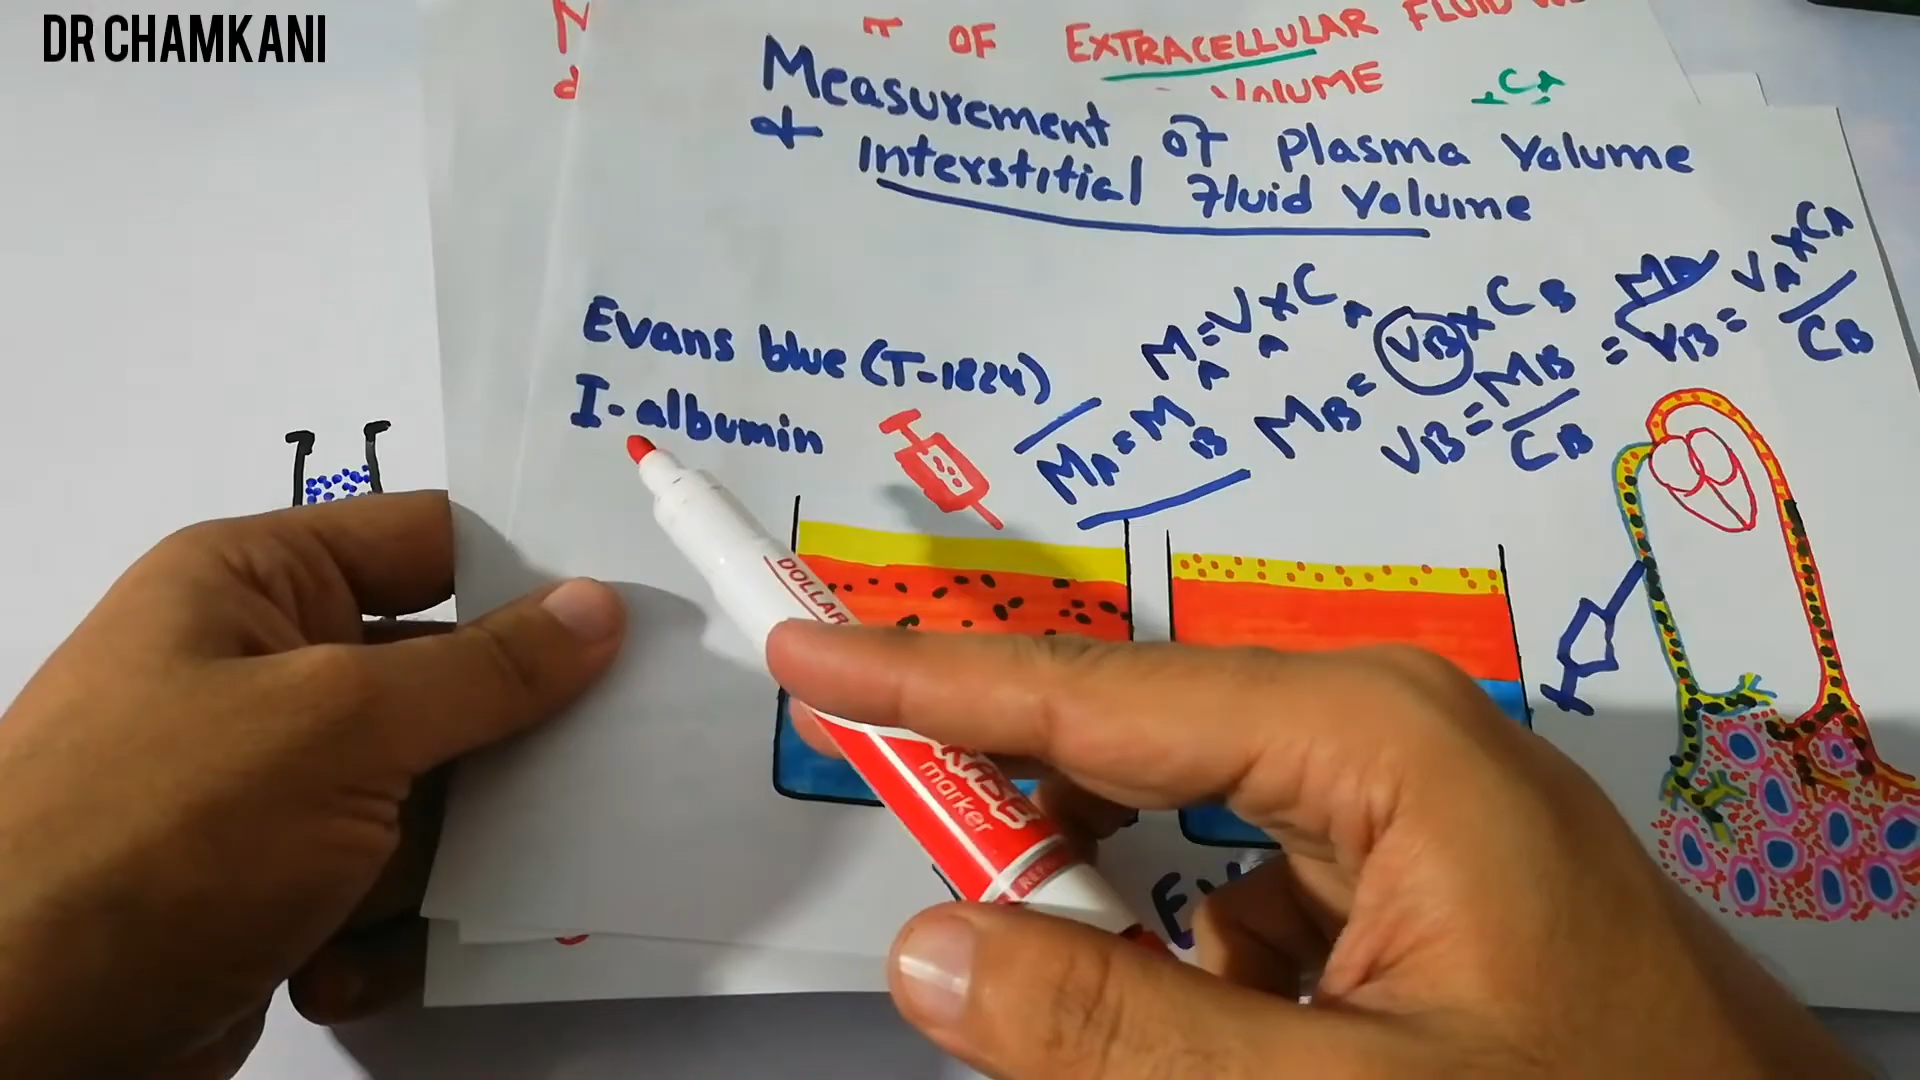 DR CHAMKANI
OF EXTRACELLULAR FLUID
VOLUME
Measurement of plasma Volume
& Interstitial Fluid Volume
Evans blue (T-1824)
I-albumin
MA = VA × CA
MA = MB
MB = VB × CB
VB = MB / CB = VB = VA × CA / CB
DOLLAR
marker